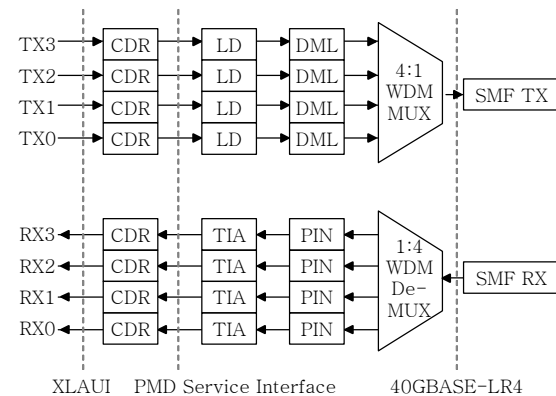 TX3 CDR LD DML
TX2 CDR LD DML
TX1 CDR LD DML
TX0 CDR LD DML
4:1
WDM
MUX
SMF TX
RX3 CDR TIA PIN
RX2 CDR TIA PIN
RX1 CDR TIA PIN
RX0 CDR TIA PIN
1:4
WDM
De-
MUX
SMF RX
XLAUI PMD Service Interface 40GBASE-LR4